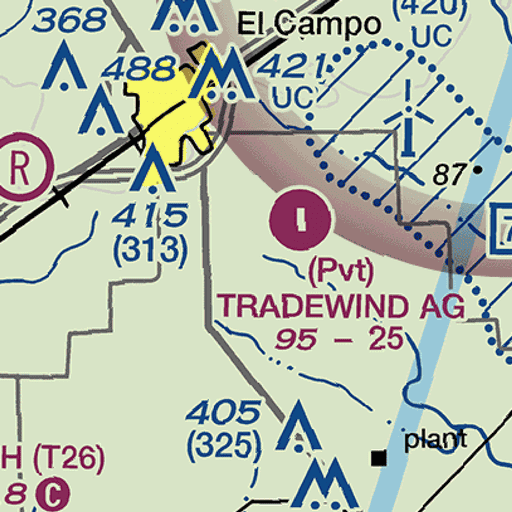 368
El Campo
(420)
UC
488
421
UC
R
87
415
(313)
7
(Pvt)
TRADEWIND AG
95 – 25
405
(325)
plant
H (T26)
8 C